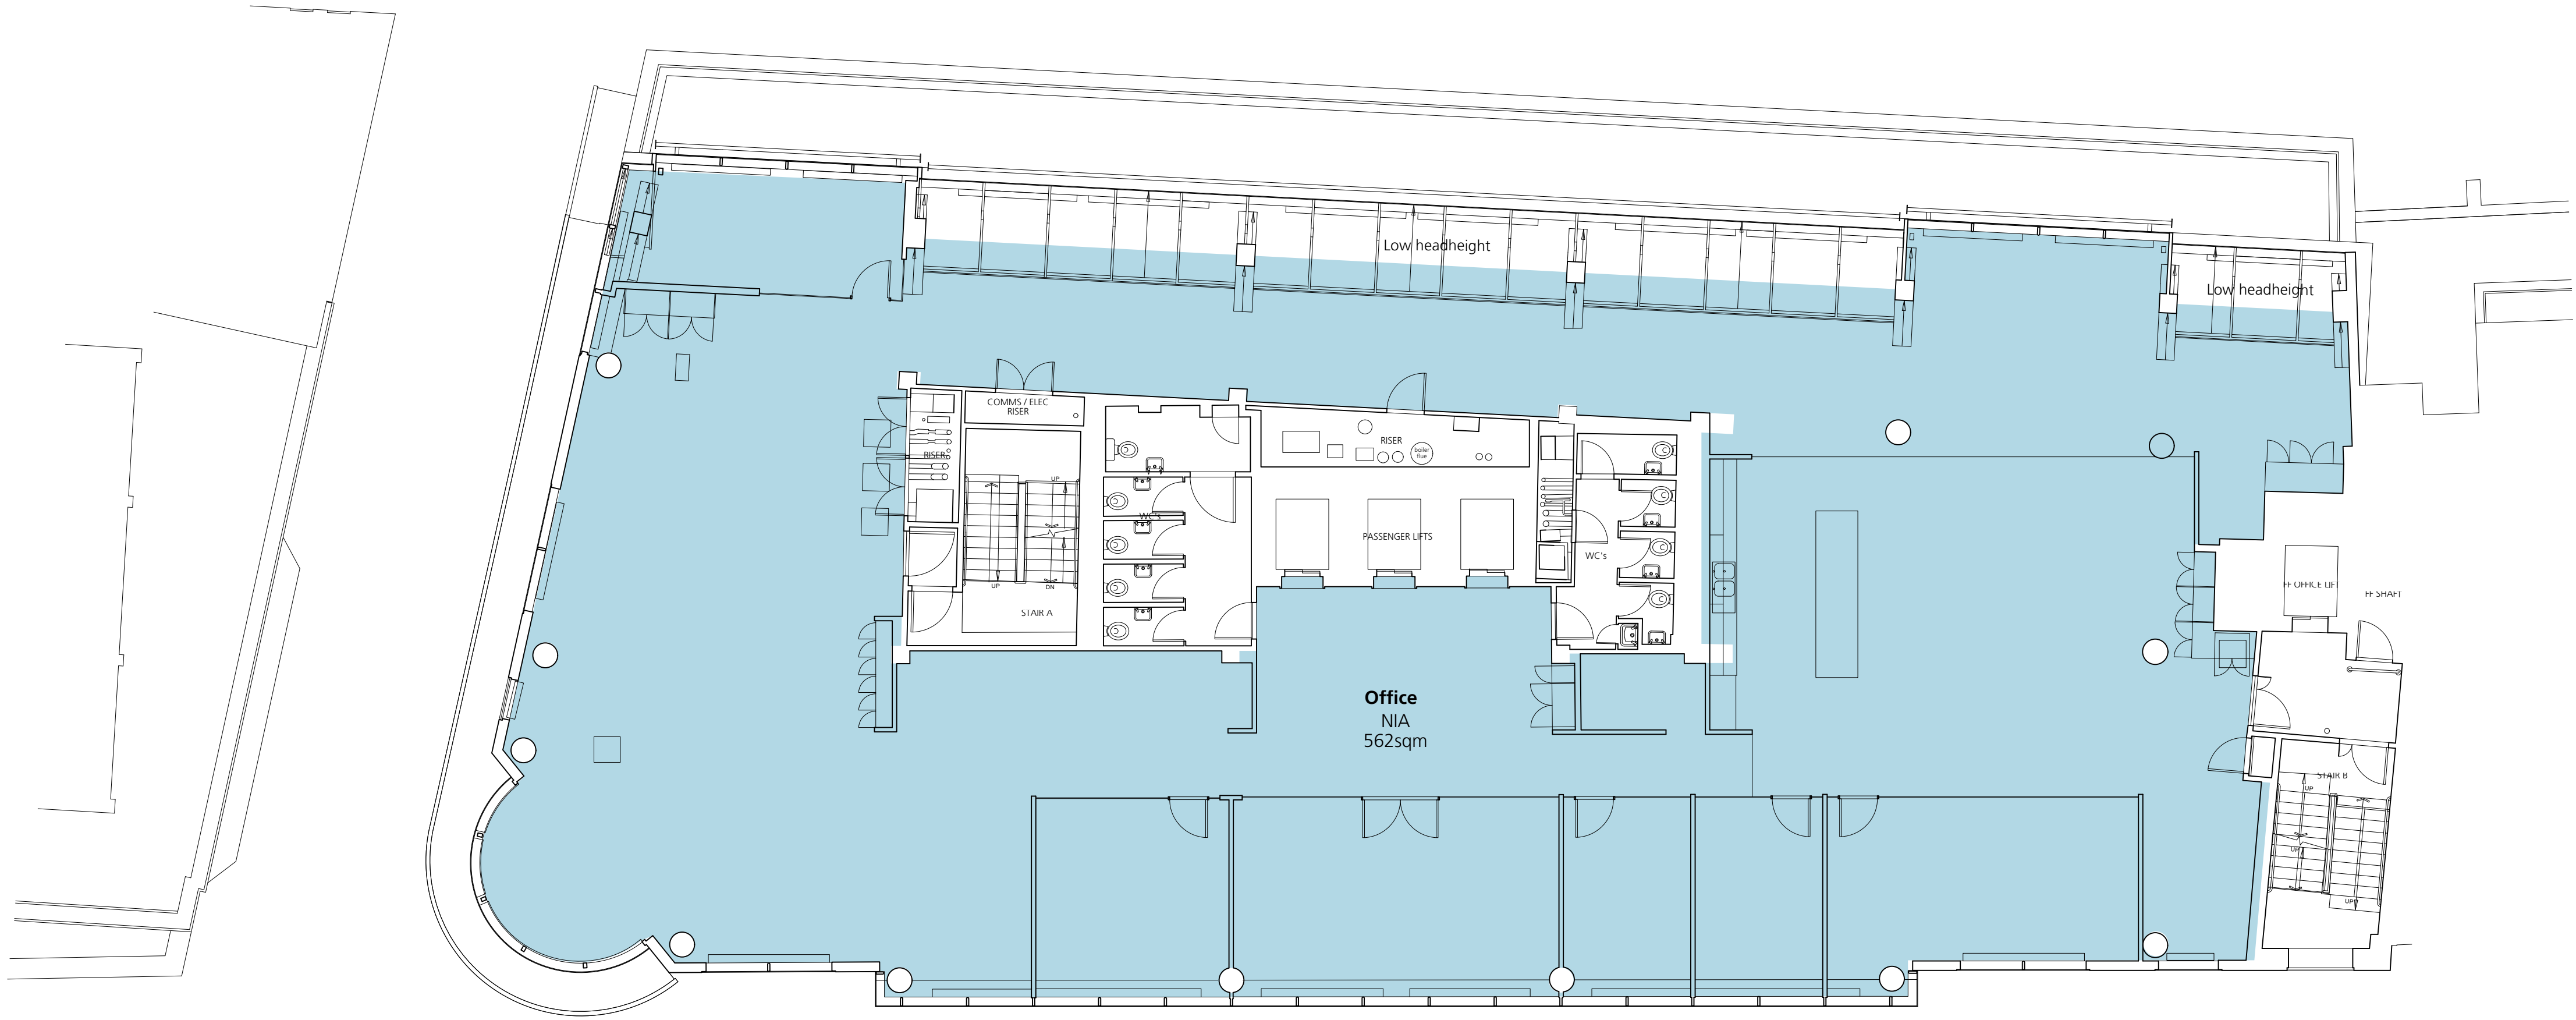 Low headheight
Low headheight
COMMS / ELEC
RISER
RISER
RISER
boiler
flue
UP
WC's
PASSENGER LIFTS
WC's
UP
DN
STAIR A
FF OFFICE LIFT
FF SHAFT
Office
NIA
562sqm
STAIR B
UP
UP
UP